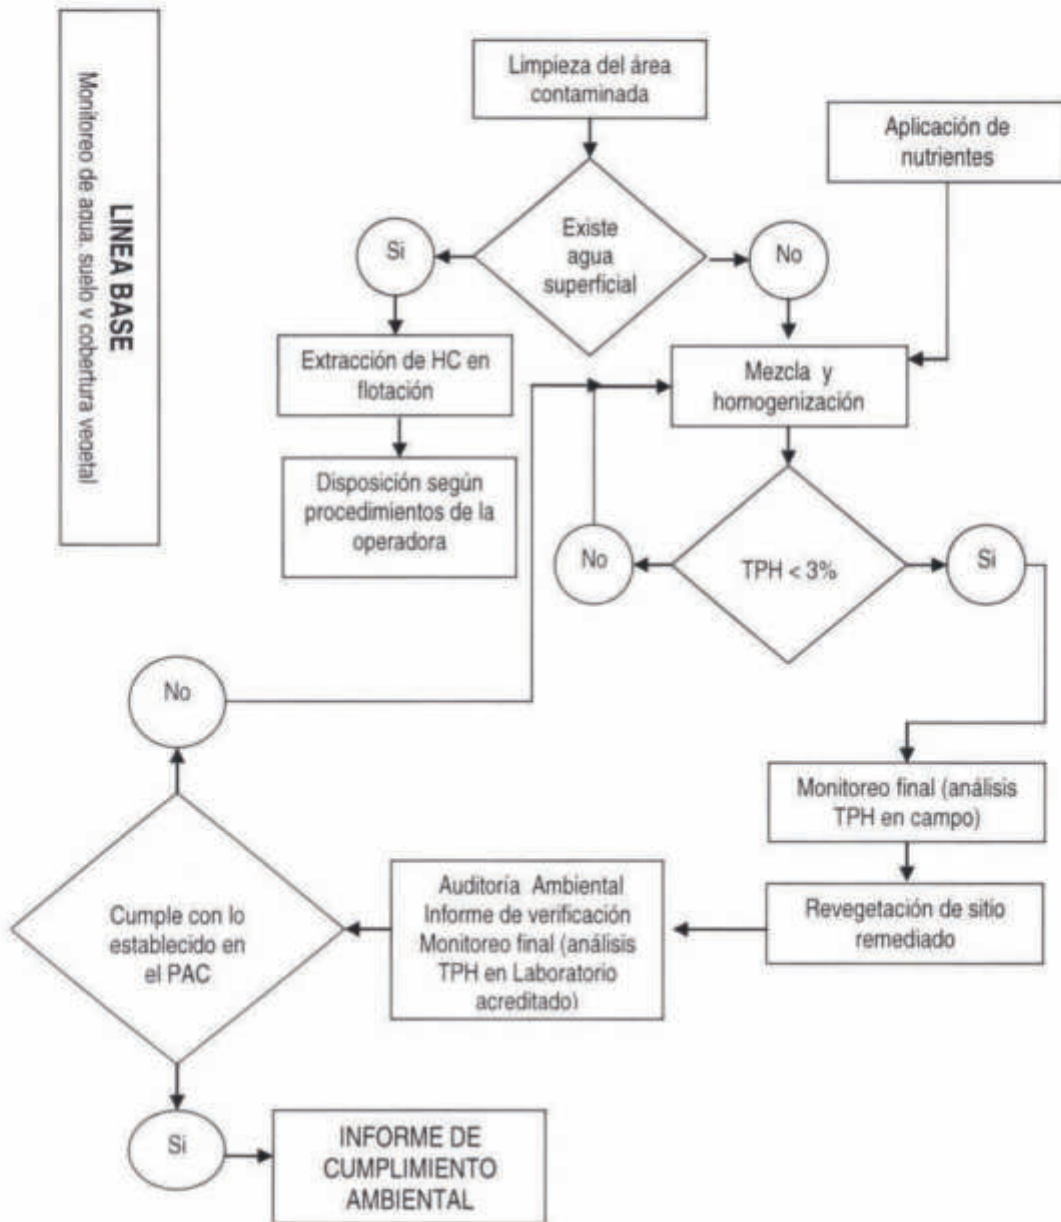 LINEA BASE
Monitoreo de agua, suelo y cobertura vegetal
Limpieza del área
contaminada
Aplicación de
nutrientes
Existe
agua
superficial
Si
No
Extracción de HC en
flotación
Mezcla y
homogenización
Disposición según
procedimientos de la
operadora
No
TPH < 3%
Si
No
Monitoreo final (análisis
TPH en campo)
Cumple con lo
establecido en
el PAC
Auditoría Ambiental
Informe de verificación
Monitoreo final (análisis
TPH en Laboratorio
acreditado)
Revegetación de sitio
remediado
Si
INFORME DE
CUMPLIMIENTO
AMBIENTAL